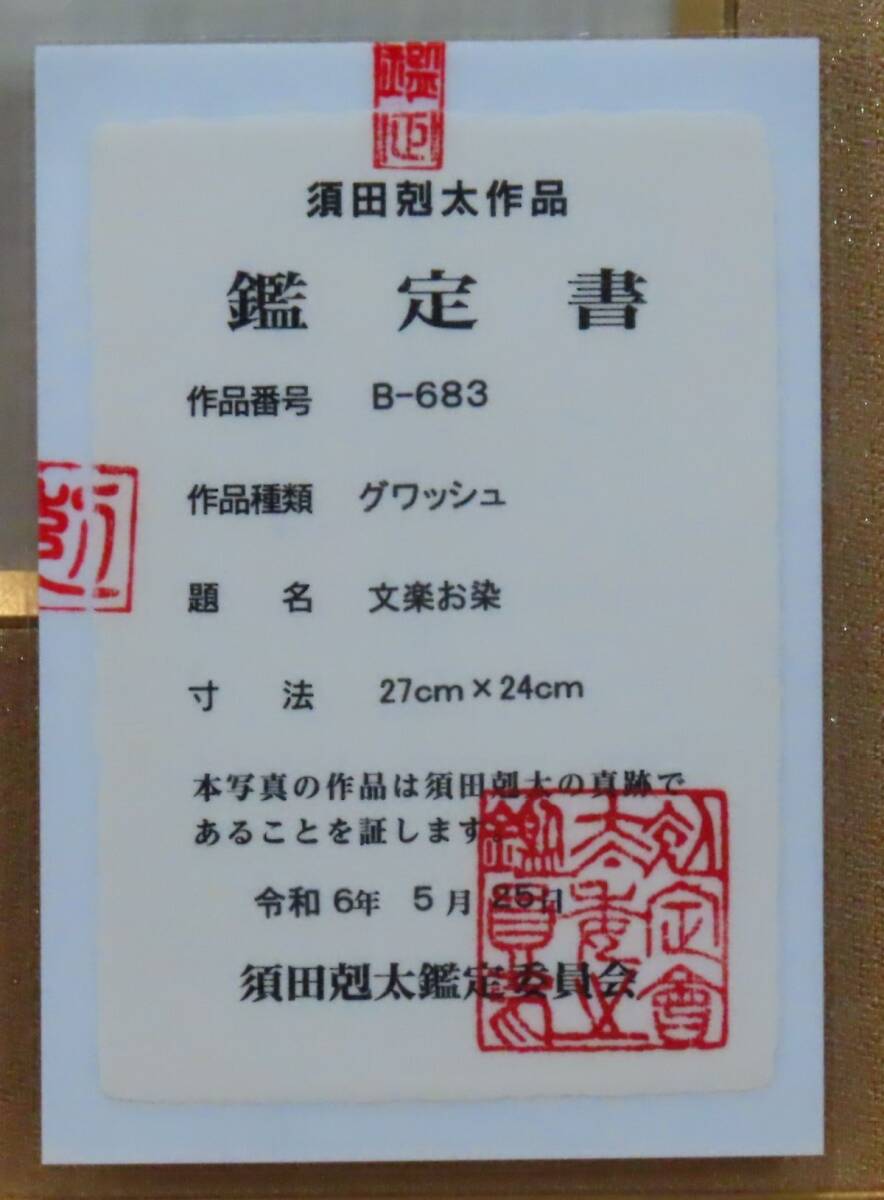 須田剋太作品
鑑定書
作品番号 B-683
作品種類 グワッシュ
題名 文楽お染
寸法 27cm×24cm
本写真の作品は須田剋太の真跡で
あることを証します。
令和6年 5月 25日
須田剋太鑑定委員会